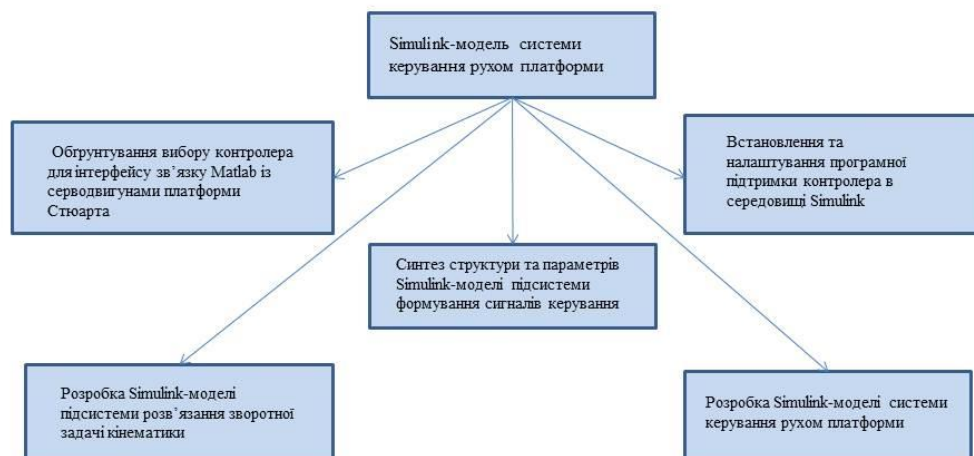 Simulink-модель системи
керування рухом платформи
Обґрунтування вибору контролера
для інтерфейсу зв’язку Matlab із
серводвигунами платформи
Стюарта
Встановлення та
налаштування програмної
підтримки контролера в
середовищі Simulink
Синтез структури та параметрів
Simulink-моделі підсистеми
формування сигналів керування
Розробка Simulink-моделі
підсистеми розв’язання зворотної
задачі кінематики
Розробка Simulink-моделі системи
керування рухом платформи